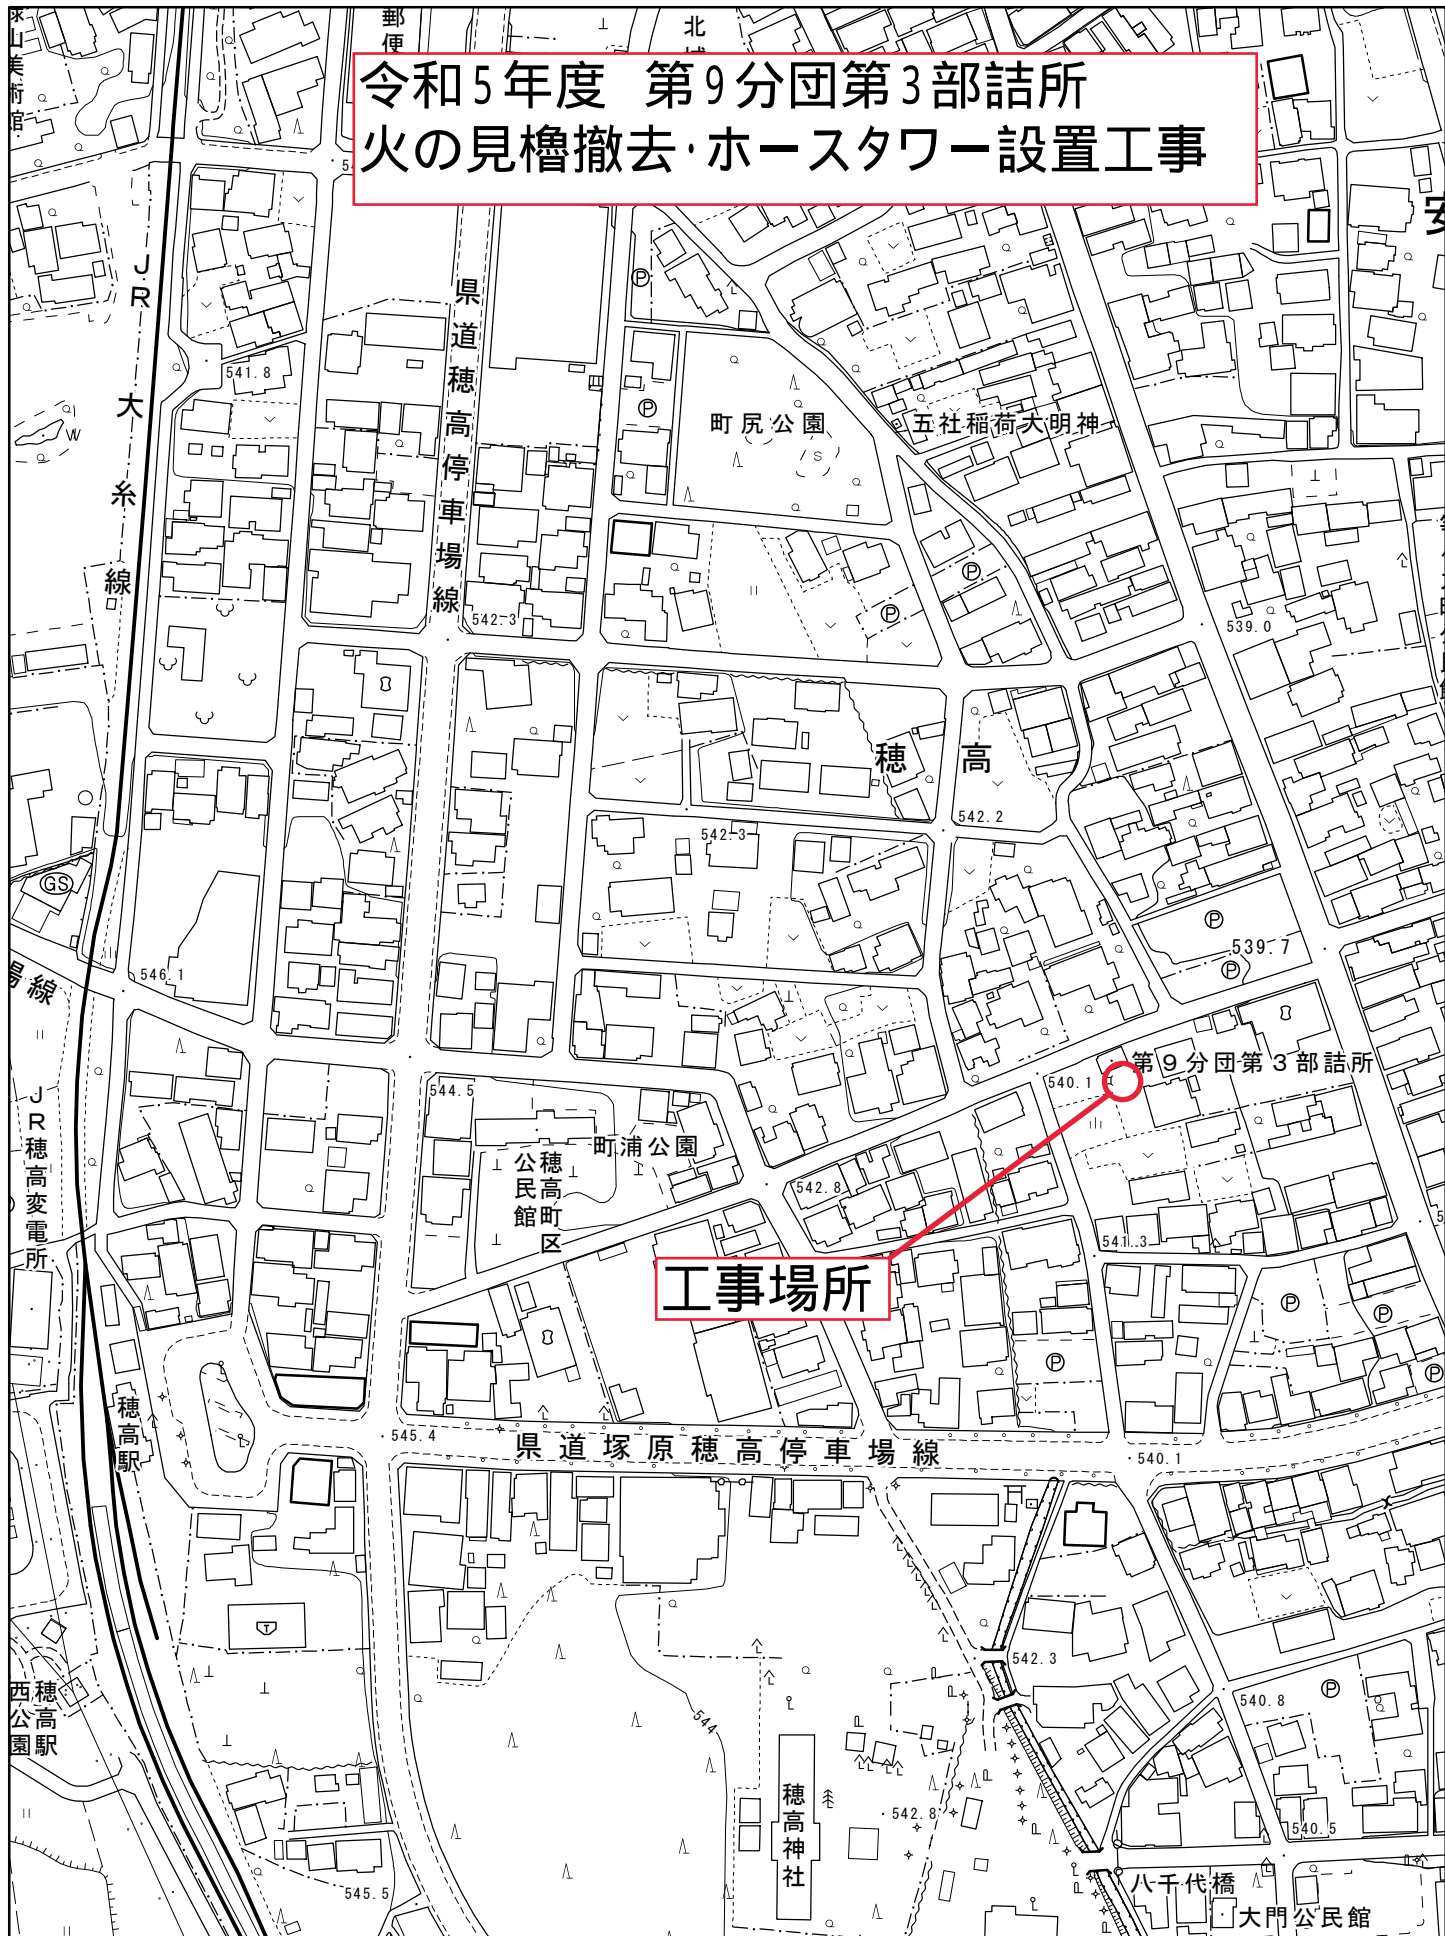 令和5年度 第9分団第3部詰所
火の見櫓撤去・ホースタワー設置工事
郵便
北城
安
JR大糸線
県道穂高停車場線
541.8
町尻公園
五社稲荷大明神
542.3
539.0
穂高
542.2
542.3
GS
539.7
546.1
場線
第9分団第3部詰所
540.1
544.5
町浦公園
穂高町区
公民館
JR穂高変電所
542.8
541.3
工事場所
穂高駅
545.4
県道塚原穂高停車場線
540.1
542.3
穂高駅
西公園
540.8
544
穂高神社
542.8
540.5
545.5
八千代橋
大門公民館